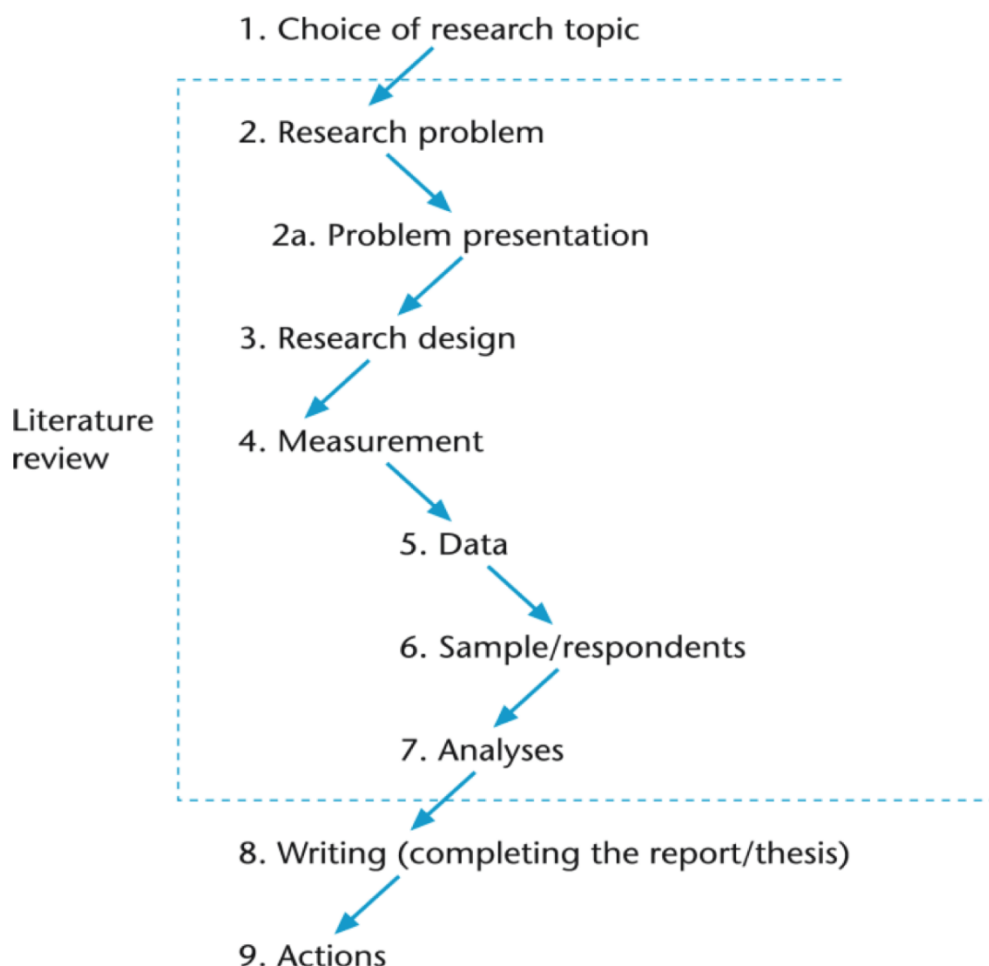 1. Choice of research topic
2. Research problem
2a. Problem presentation
3. Research design
Literature
review
4. Measurement
5. Data
6. Sample/respondents
7. Analyses
8. Writing (completing the report/thesis)
9. Actions